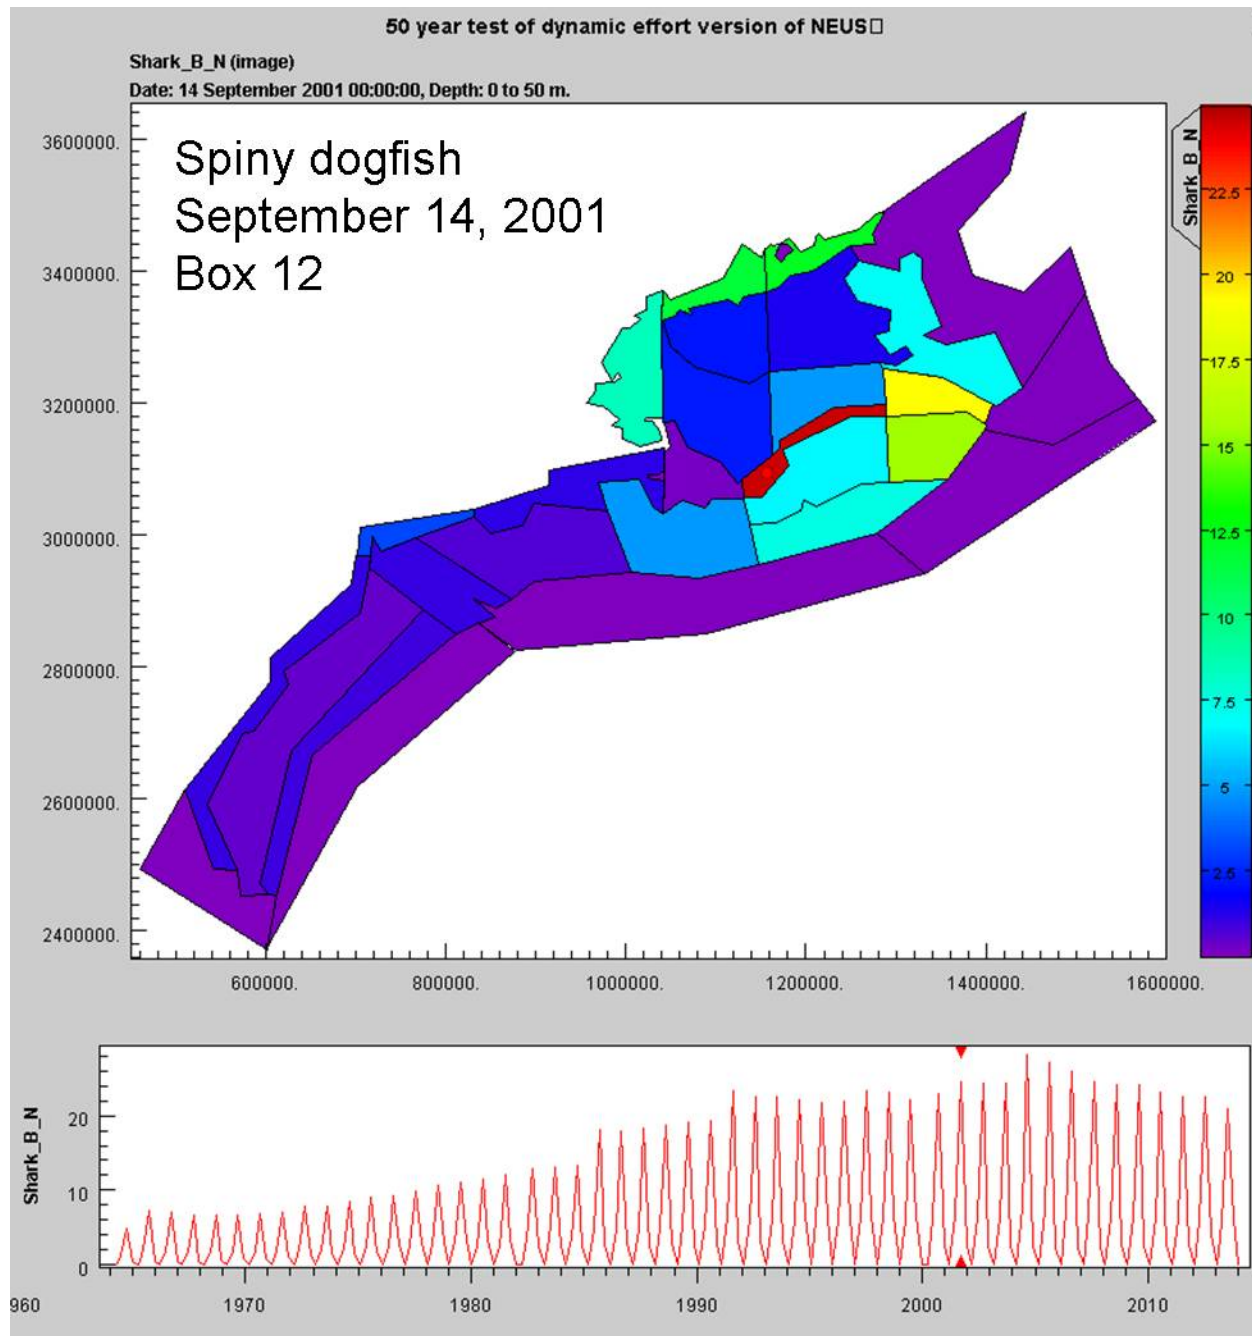 50 year test of dynamic effort version of NEUS□
Shark_B_N (image)
Date: 14 September 2001 00:00:00, Depth: 0 to 50 m.
Spiny dogfish
September 14, 2001
Box 12
3600000.
3400000.
3200000.
3000000.
2800000.
2600000.
2400000.
600000. 800000. 1000000. 1200000. 1400000. 1600000.
Shark_B_N
22.5
20
17.5
15
12.5
10
7.5
5
2.5
Shark_B_N
20
10
0
960 1970 1980 1990 2000 2010